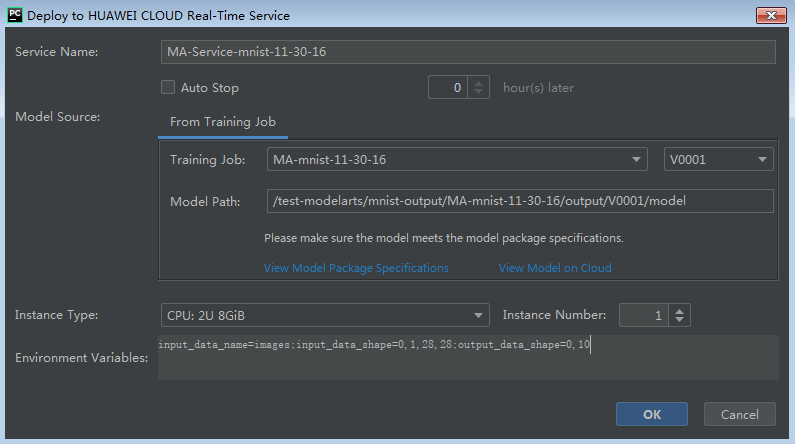 PC Deploy to HUAWEI CLOUD Real-Time Service
Service Name: MA-Service-mnist-11-30-16
Auto Stop 0 hour(s) later
Model Source: From Training Job
Training Job: MA-mnist-11-30-16 V0001
Model Path: /test-modelarts/mnist-output/MA-mnist-11-30-16/output/V0001/model
Please make sure the model meets the model package specifications.
View Model Package Specifications View Model on Cloud
Instance Type: CPU: 2U 8GiB Instance Number: 1
Environment Variables: input_data_name=images;input_data_shape=0,1,28,28;output_data_shape=0,10
OK Cancel